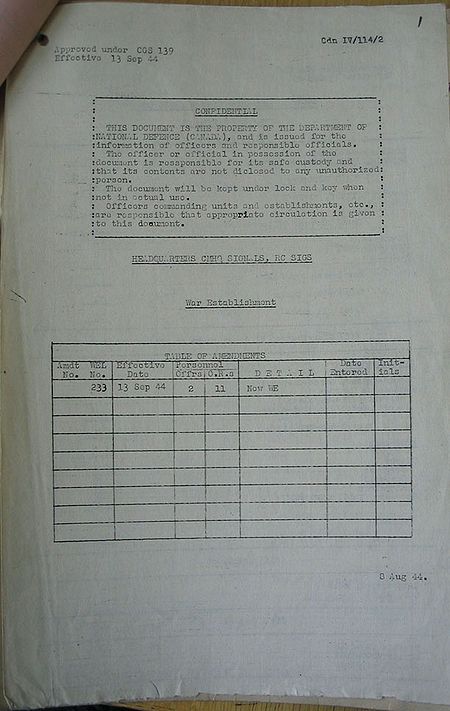 1
Cdn IV/114/2
Approved under CGS 139
Effective 13 Sep 44
CONFIDENTIAL
THIS DOCUMENT IS THE PROPERTY OF THE DEPARTMENT OF
NATIONAL DEFENCE (CANADA), and is issued for the
information of officers and responsible officials.
The officer or official in possession of the
document is responsible for its safe custody and
that its contents are not disclosed to any unauthorized
person.
The document will be kept under lock and key when
not in actual use.
Officers commanding units and establishments, etc.,
are responsible that appropriate circulation is given
to this document.
HEADQUARTERS CMHQ SIGNALS, RC SIGS
War Establishment
TABLE OF AMENDMENTS
Amdt No. WEL No. Effective Date Personnel Offrs O.R.s DETAIL Date Entered Init-ials
233 13 Sep 44 2 11 New WE
8 Aug 44.